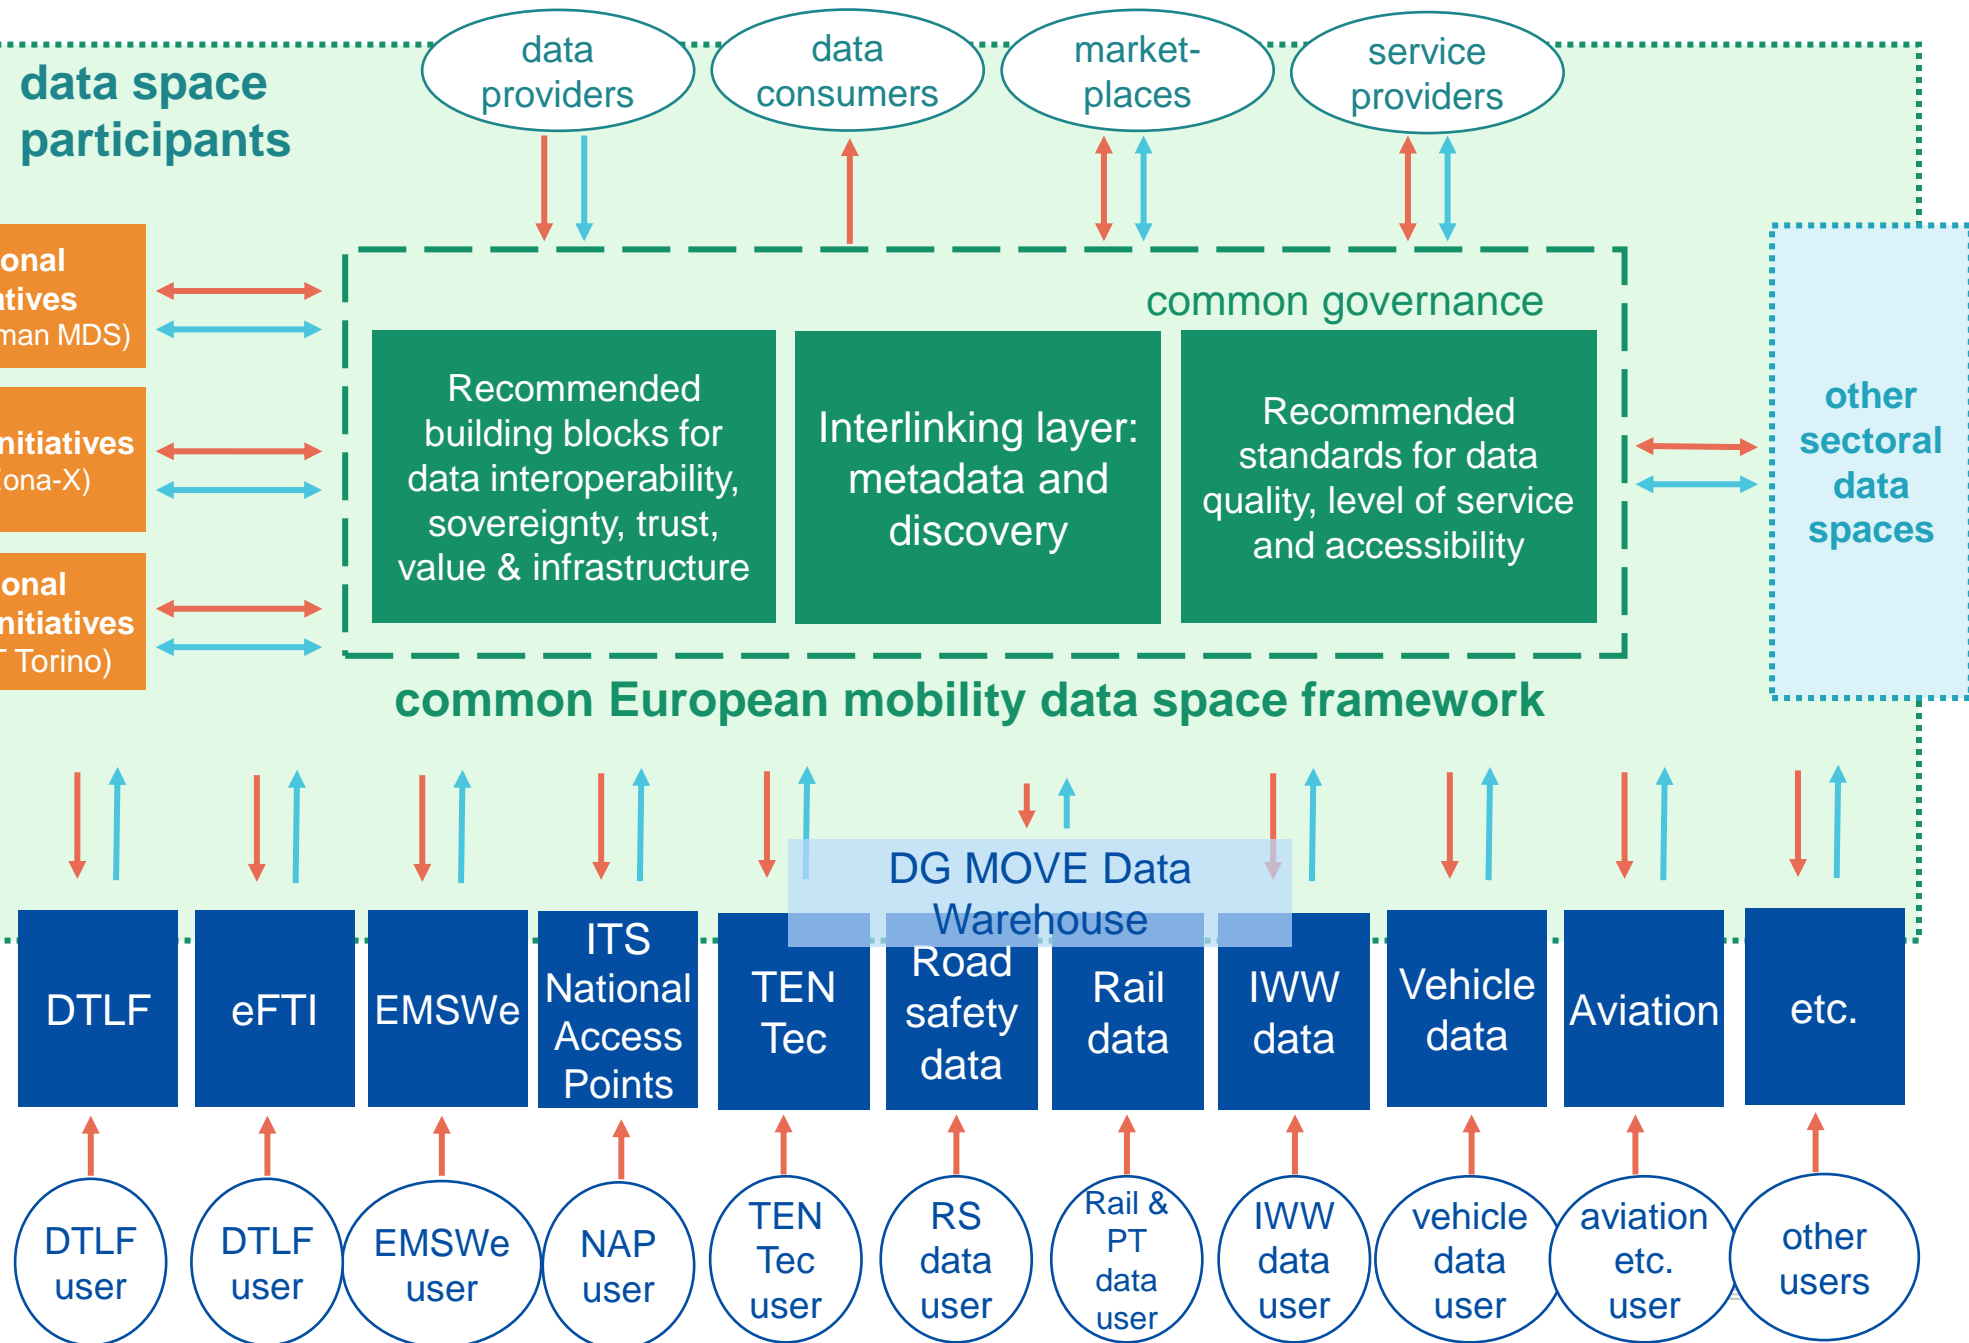 data
providers
data
consumers
market-
places
service
providers
data space
participants
onal
atives
man MDS)
nitiatives
Eona-X)
onal
nitiatives
T Torino)
common governance
Recommended
building blocks for
data interoperability,
sovereignty, trust,
value & infrastructure
Interlinking layer:
metadata and
discovery
Recommended
standards for data
quality, level of service
and accessibility
other
sectoral
data
spaces
common European mobility data space framework
DG MOVE Data
Warehouse
DTLF
eFTI
EMSWe
ITS
National
Access
Points
TEN
Tec
Road
safety
data
Rail
data
IWW
data
Vehicle
data
Aviation
etc.
DTLF
user
DTLF
user
EMSWe
user
NAP
user
TEN
Tec
user
RS
data
user
Rail &
PT
data
user
IWW
data
user
vehicle
data
user
aviation
etc.
user
other
users